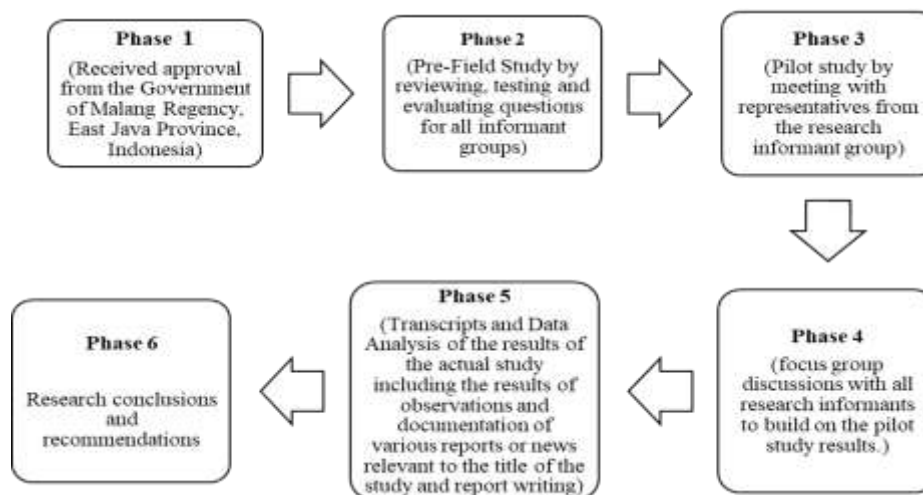 Phase 1
(Received approval
from the Government
of Malang Regency,
East Java Province,
Indonesia)
Phase 2
(Pre-Field Study by
reviewing, testing and
evaluating questions
for all informant
groups)
Phase 3
(Pilot study by
meeting with
representatives from
the research
informant group)
Phase 4
(focus group
discussions with all
research informants
to build on the pilot
study results.)
Phase 5
(Transcripts and Data
Analysis of the results
of the actual study
including the results of
observations and
documentation of
various reports or news
relevant to the title of the
study and report writing)
Phase 6
Research conclusions
and
recommendations